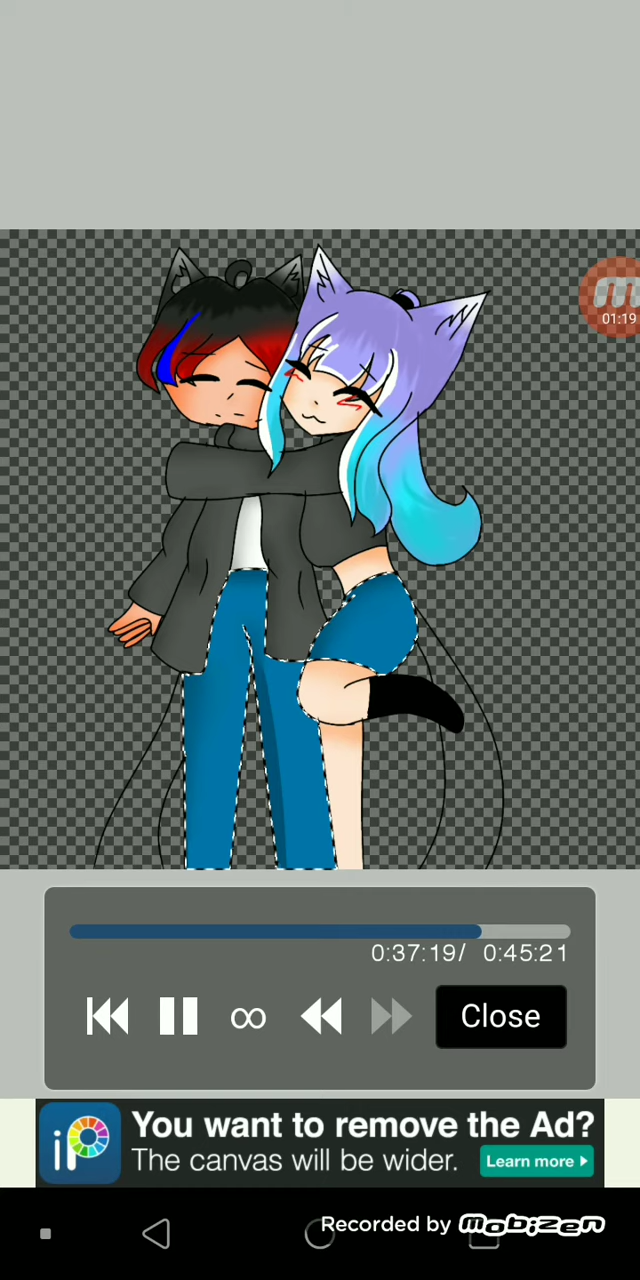 01:19
0:37:19/ 0:45:21
Close
iP
You want to remove the Ad?
The canvas will be wider.
Learn more
Recorded by Mobizen